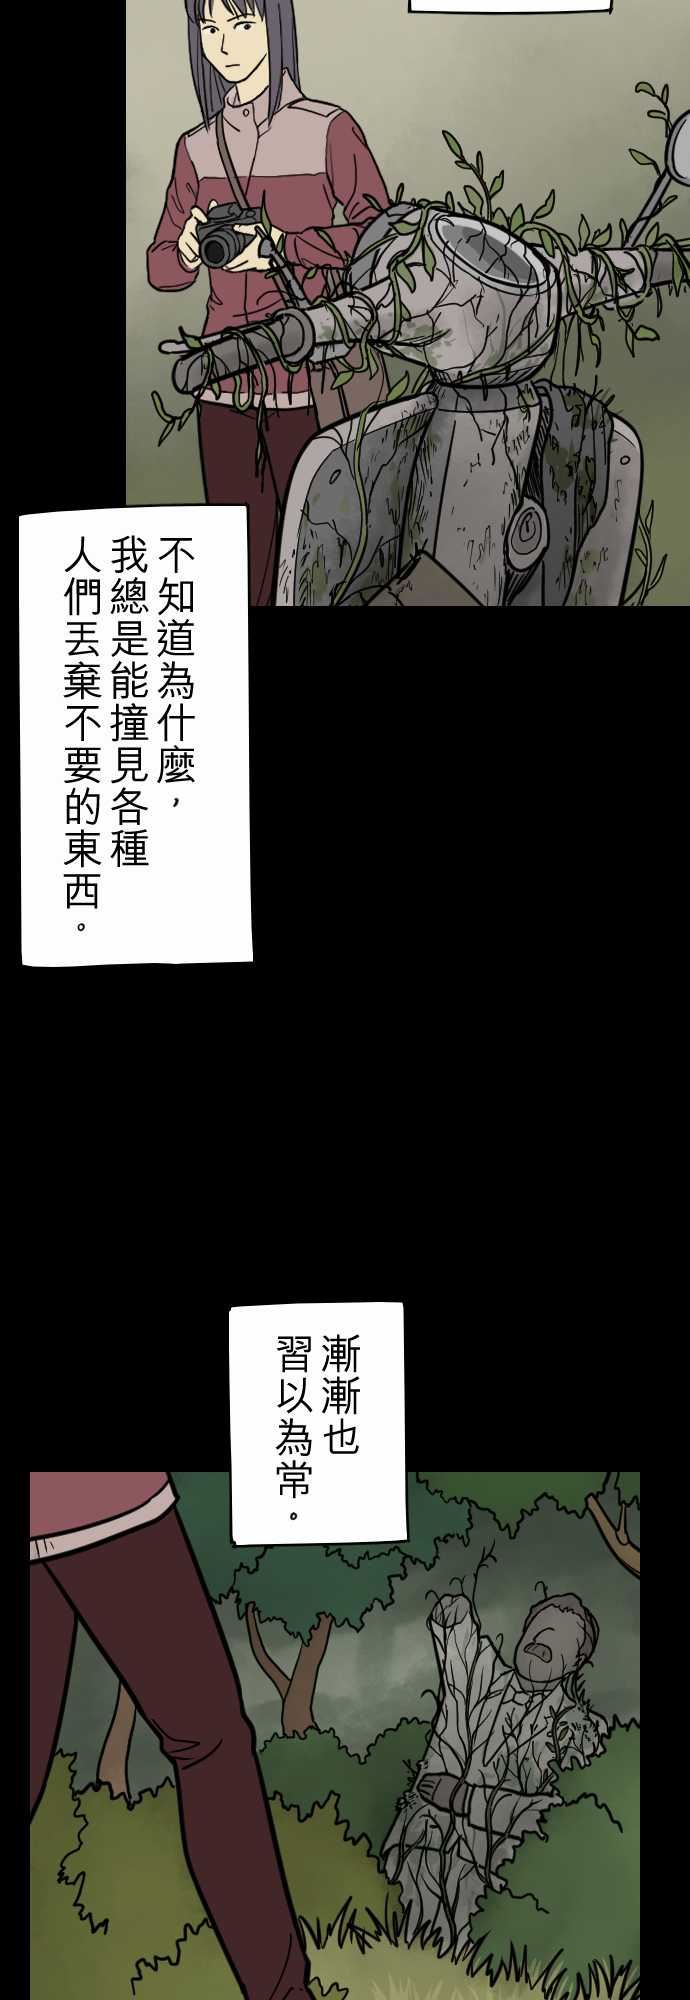 不知道為什麼，
我總是能撞見各種
人們丟棄不要的東西。
漸漸也
習以為常。